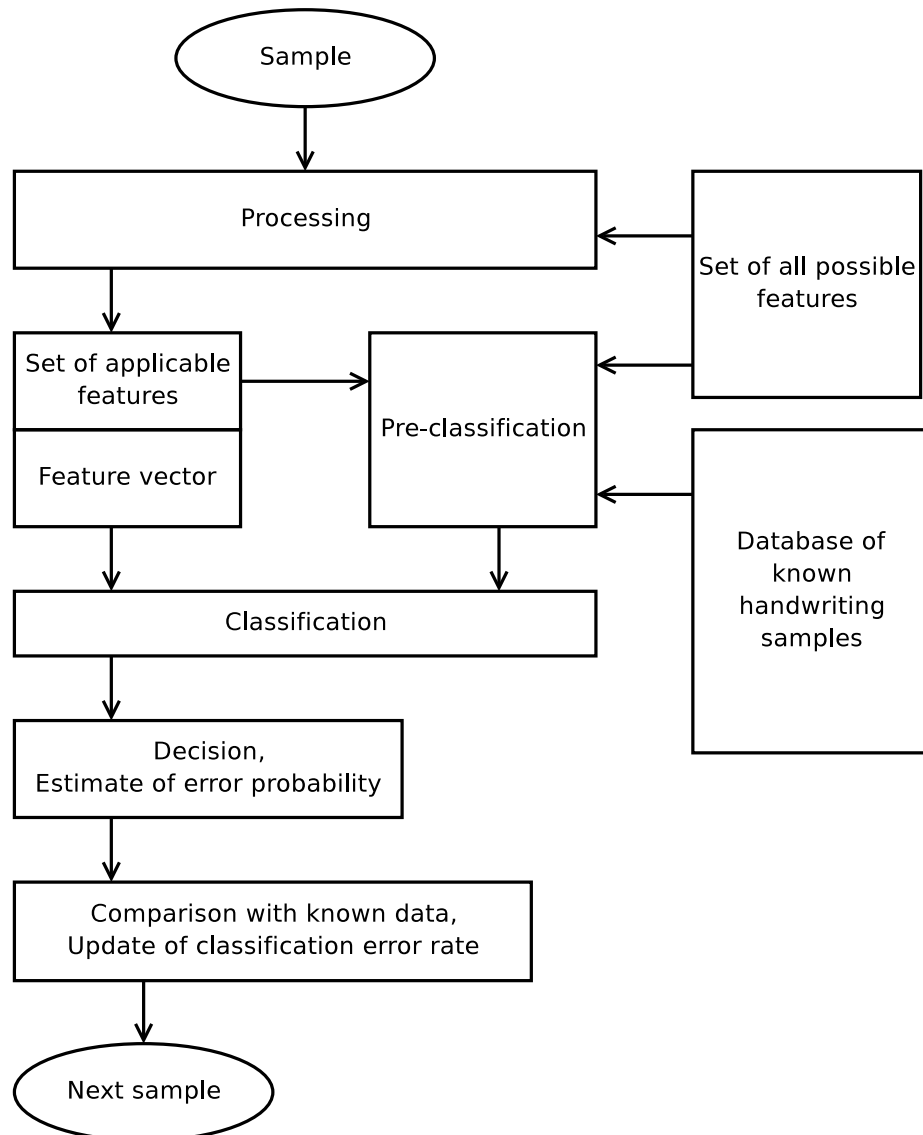 Sample
Processing
Set of all possible
features
Set of applicable
features
Pre-classification
Feature vector
Database of
known
handwriting
samples
Classification
Decision,
Estimate of error probability
Comparison with known data,
Update of classification error rate
Next sample